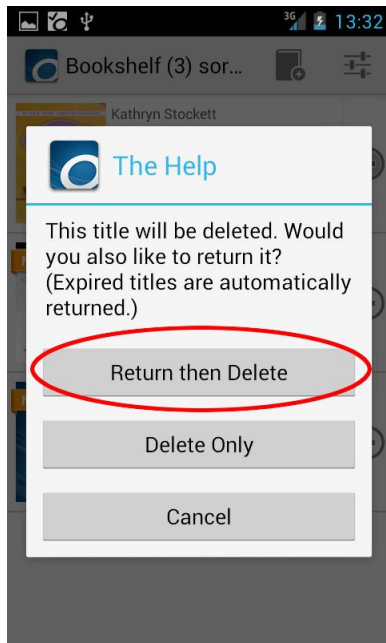 3G 13:32
Bookshelf (3) sor...
Kathryn Stockett
The Help
This title will be deleted. Would
you also like to return it?
(Expired titles are automatically
returned.)
Return then Delete
Delete Only
Cancel